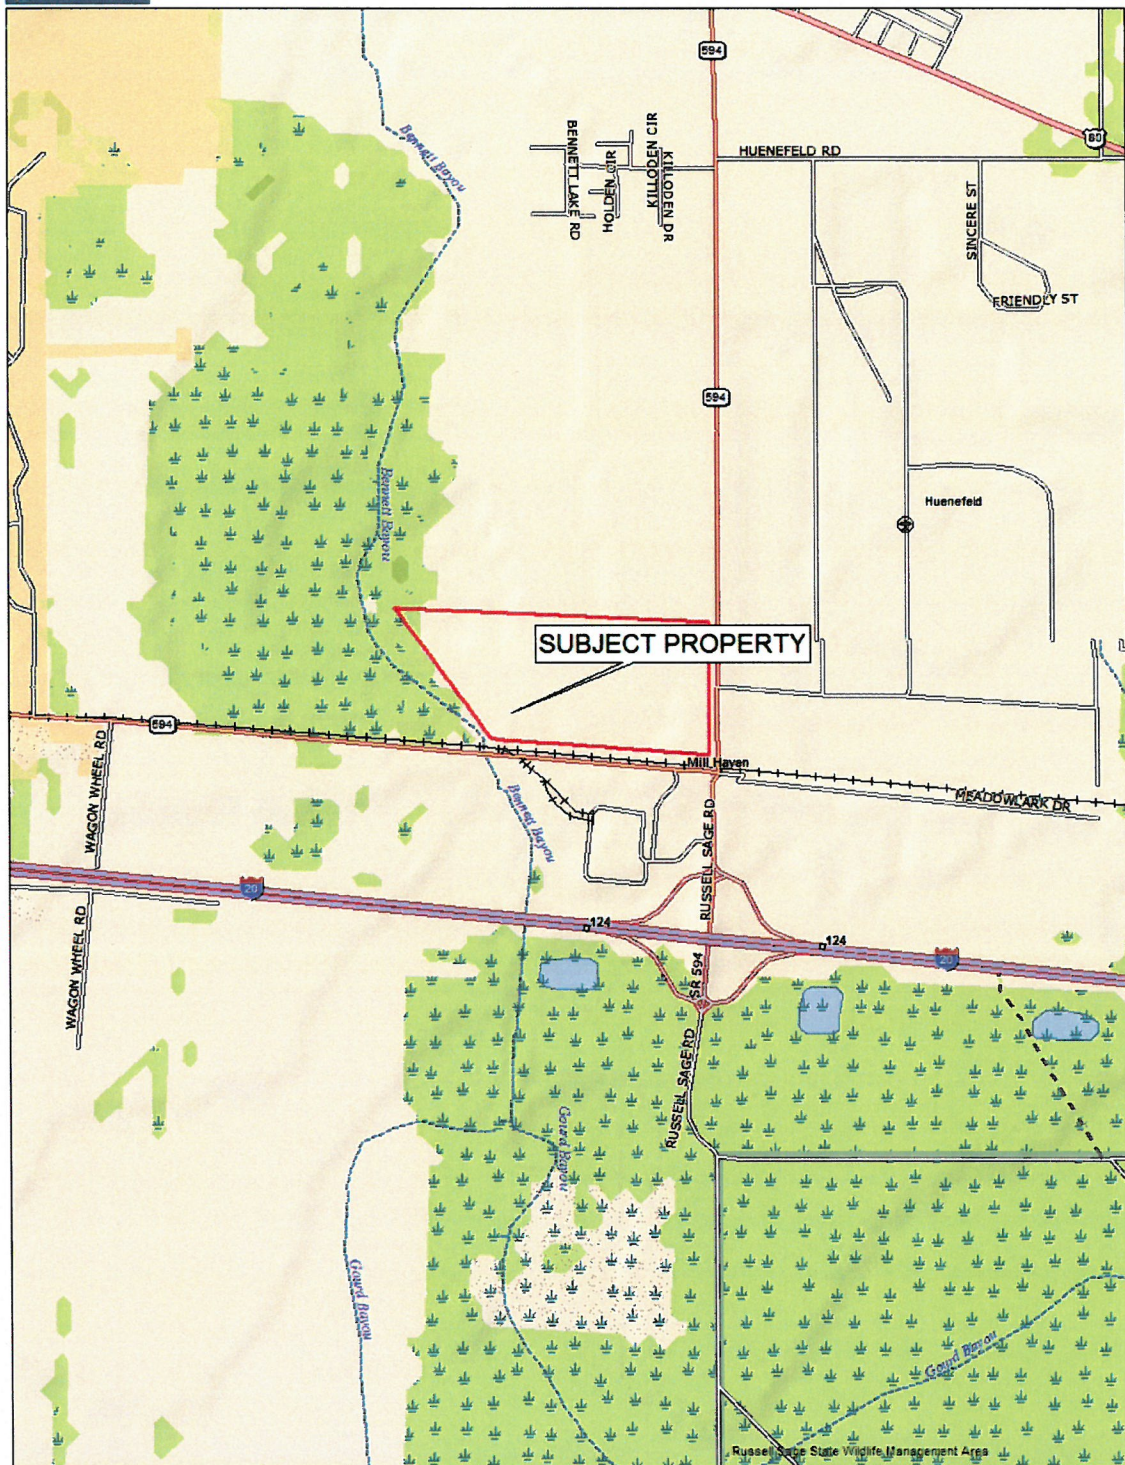 594
80
Bennett Bayou
HUENEFELD RD
BENNETT LAKE RD
HOLDEN CIR
KILLODEN CIR
KILLODEN DR
SINCERE ST
FRIENDLY ST
594
Bennett Bayou
Huenefeld
SUBJECT PROPERTY
594
WAGON WHEEL RD
Mill Haven
MEADOWLARK DR
Bennett Bayou
RUSSELL SAGE RD
20
124
124
20
WAGON WHEEL RD
SR 594
RUSSELL SAGE RD
Gourd Bayou
Gourd Bayou
Gourd Bayou
Russell Sage State Wildlife Management Area